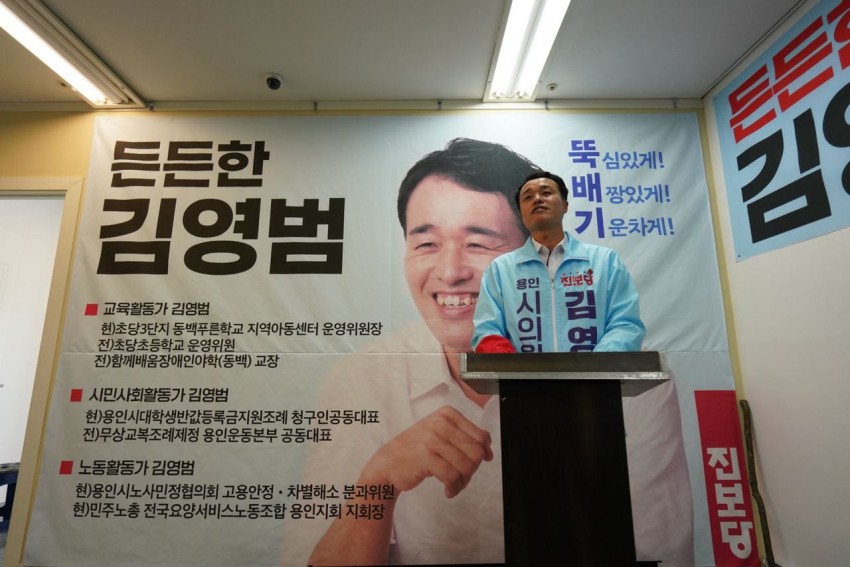 든든한
김영범
뚝심있게!
배짱있게!
기운차게!
■ 교육활동가 김영범
현)초당3단지 동백푸른학교 지역아동센터 운영위원장
전)초당초등학교 운영위원
전)함께배움장애인야학(동백) 교장
■ 시민사회활동가 김영범
현)용인시대학생반값등록금지원조례 청구인공동대표
전)무상교복조례제정 용인운동본부 공동대표
■ 노동활동가 김영범
현)용인시노사민정협의회 고용안정·차별해소 분과위원
현)민주노총 전국요양서비스노동조합 용인지회 지회장
용인
시의원
진보당
김영
진보당
든든한
김영